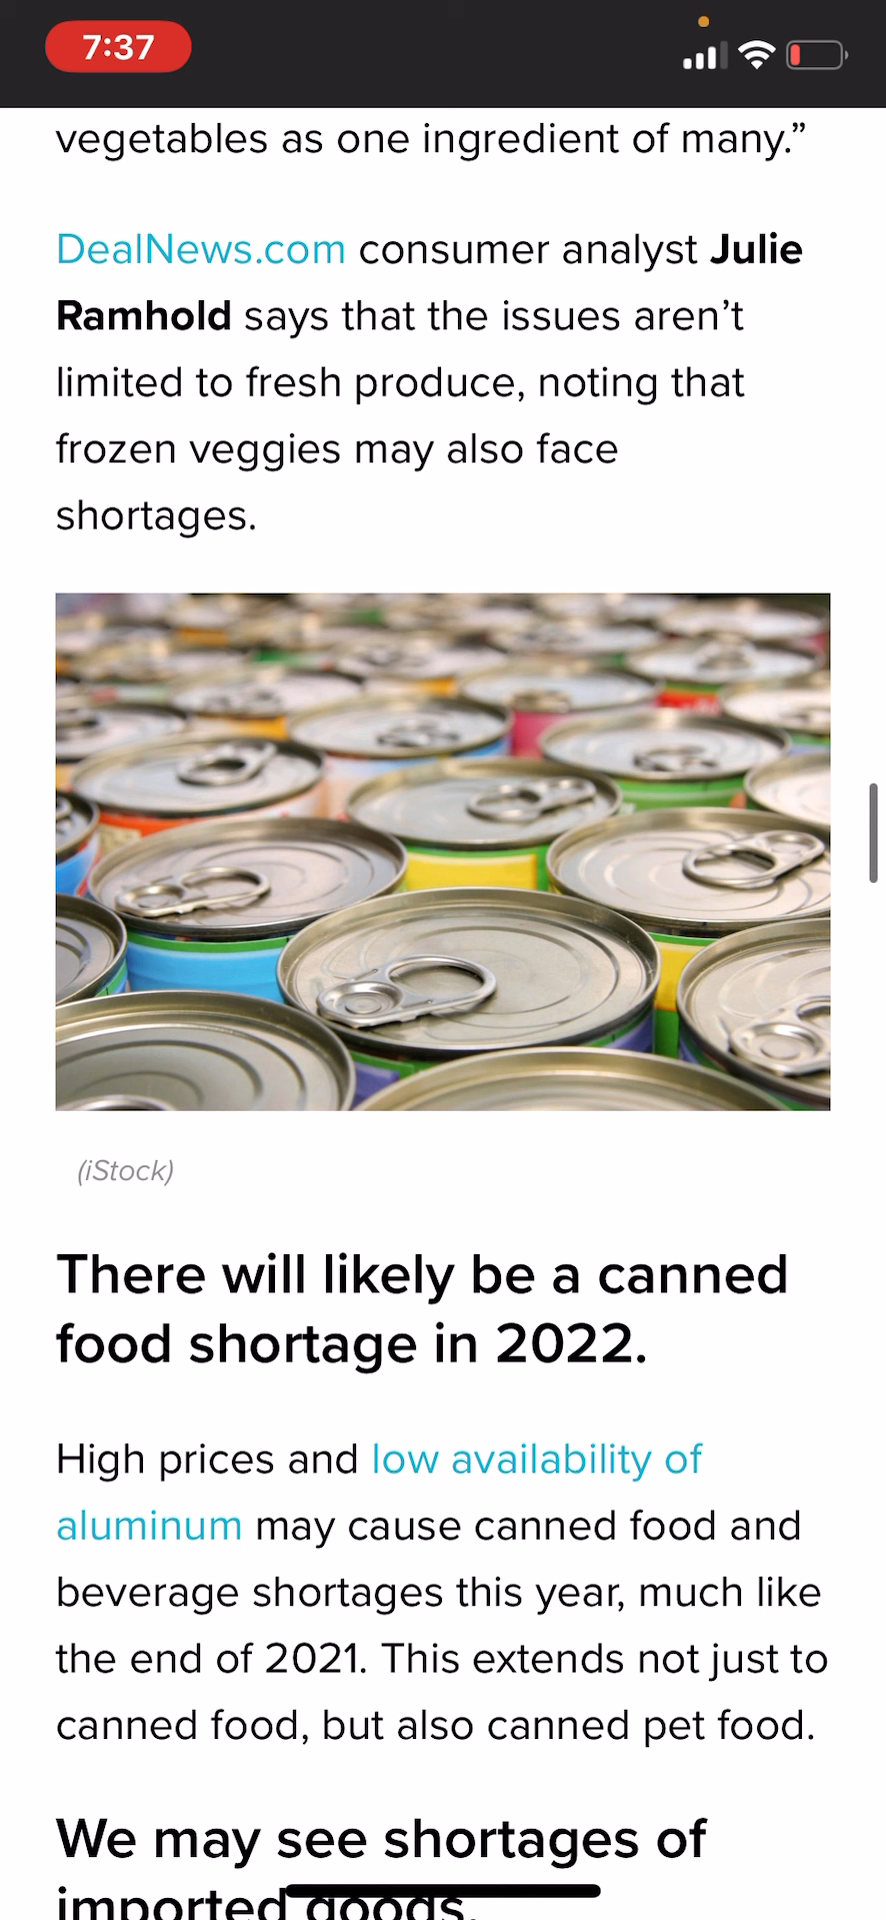 7:37
vegetables as one ingredient of many.”
DealNews.com consumer analyst Julie
Ramhold says that the issues aren’t
limited to fresh produce, noting that
frozen veggies may also face
shortages.
(iStock)
There will likely be a canned
food shortage in 2022.
High prices and low availability of
aluminum may cause canned food and
beverage shortages this year, much like
the end of 2021. This extends not just to
canned food, but also canned pet food.
We may see shortages of
imported goods.